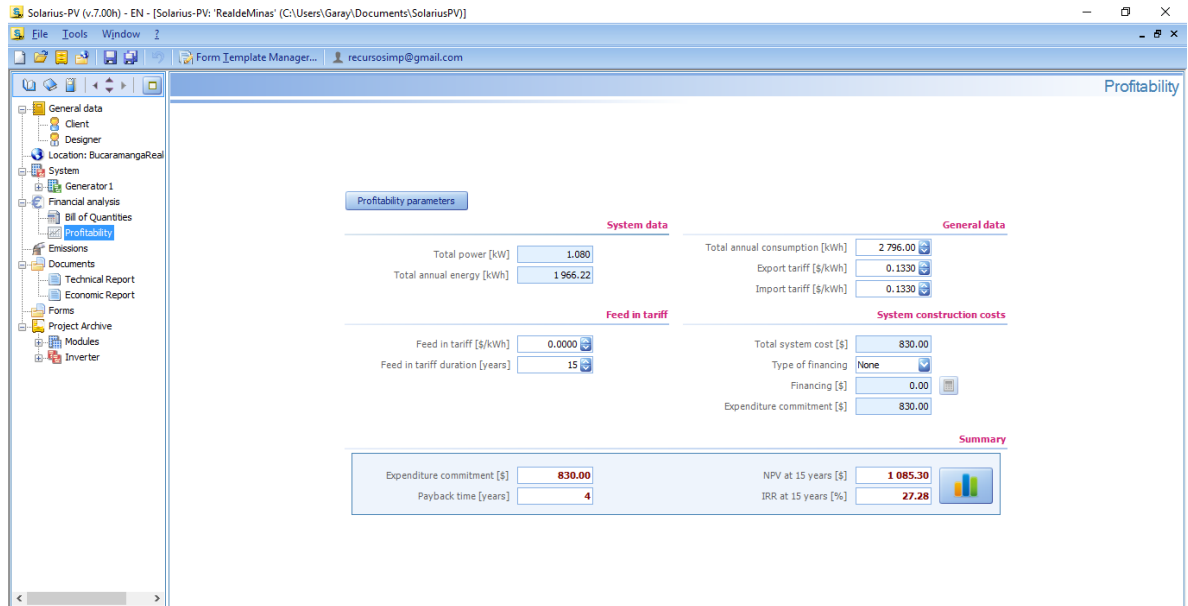 Solarius-PV (v.7.00h) - EN - [Solarius-PV: 'RealdeMinas' (C:\Users\Garay\Documents\SolariusPV)]
File Tools Window ?
Form Template Manager... recursosimp@gmail.com
Profitability
General data
Client
Designer
Location: BucaramangaReal
System
Generator1
Financial analysis
Bill of Quantities
Profitability
Emissions
Documents
Technical Report
Economic Report
Forms
Project Archive
Modules
Inverter
Profitability parameters
System data
Total power [kW] 1.080
Total annual energy [kWh] 1 966.22
General data
Total annual consumption [kWh] 2 796.00
Export tariff [$/kWh] 0.1330
Import tariff [$/kWh] 0.1330
Feed in tariff
Feed in tariff [$/kWh] 0.0000
Feed in tariff duration [years] 15
System construction costs
Total system cost [$] 830.00
Type of financing None
Financing [$] 0.00
Expenditure commitment [$] 830.00
Summary
Expenditure commitment [$] 830.00
Payback time [years] 4
NPV at 15 years [$] 1 085.30
IRR at 15 years [%] 27.28